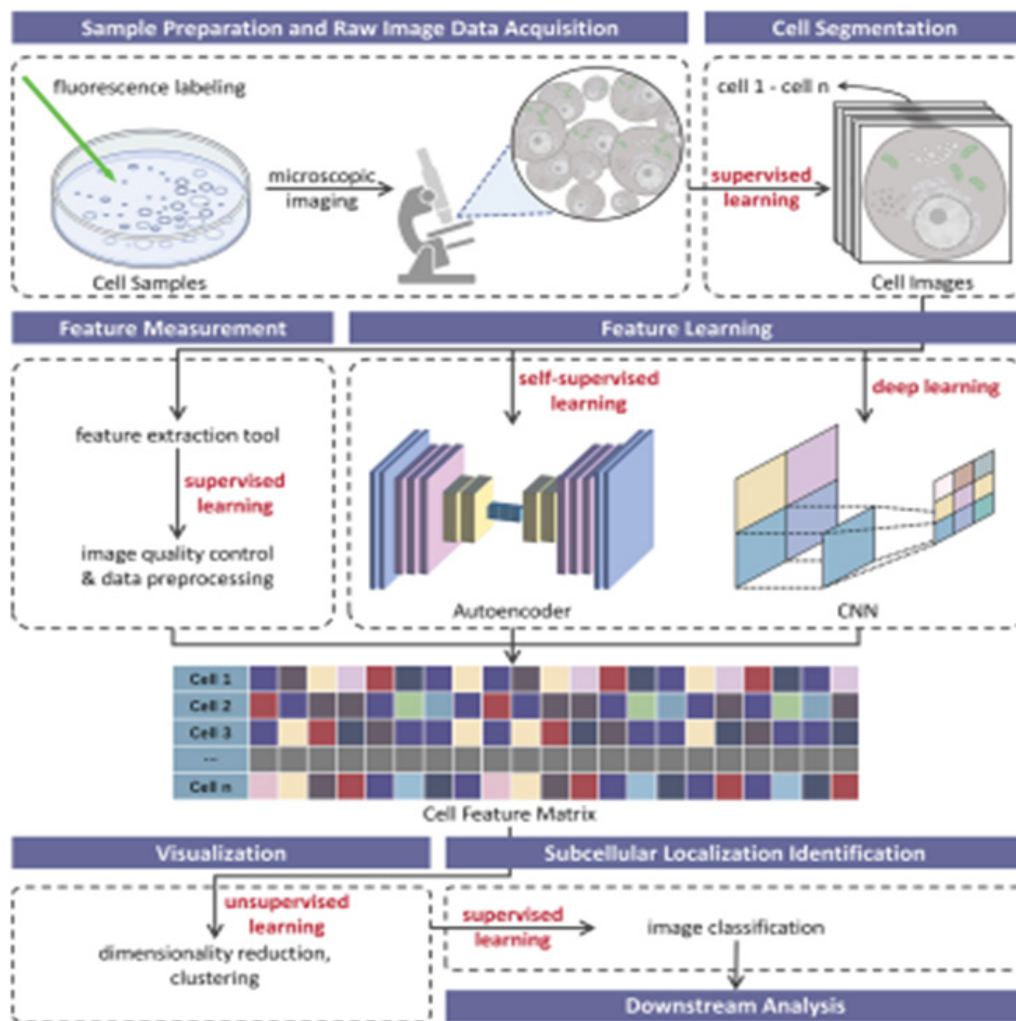 Sample Preparation and Raw Image Data Acquisition
Cell Segmentation
fluorescence labeling
microscopic
imaging
Cell Samples
cell 1 - cell n
supervised
learning
Cell Images
Feature Measurement
Feature Learning
feature extraction tool
supervised
learning
image quality control
& data preprocessing
self-supervised
learning
Autoencoder
deep learning
CNN
Cell 1
Cell 2
Cell 3
...
Cell n
Cell Feature Matrix
Visualization
Subcellular Localization Identification
unsupervised
learning
dimensionality reduction,
clustering
supervised
learning
image classification
Downstream Analysis